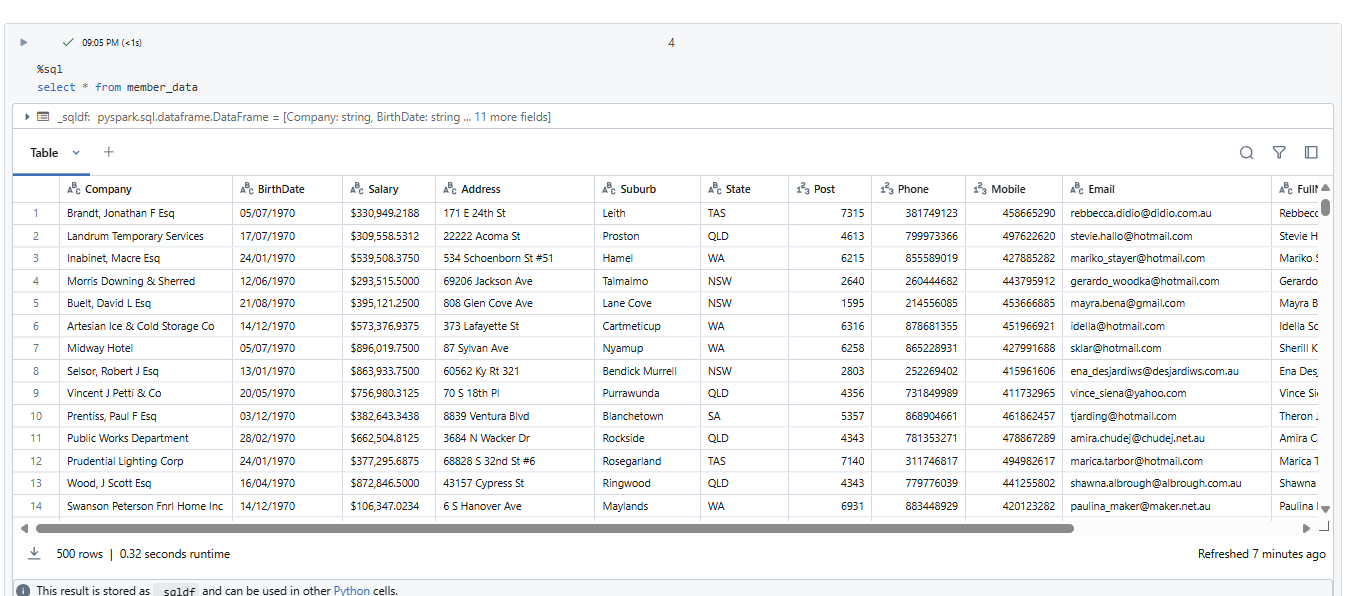 09:05 PM (<1s)
4
%sql
select * from member_data
_sqldf: pyspark.sql.dataframe.DataFrame = [Company: string, BirthDate: string ... 11 more fields]
Table
Company BirthDate Salary Address Suburb State Post Phone Mobile Email FullN
1 Brandt, Jonathan F Esq 05/07/1970 $330,949.2188 171 E 24th St Leith TAS 7315 381749123 458665290 rebbecca.didio@didio.com.au Rebbecc
2 Landrum Temporary Services 17/07/1970 $309,558.5312 22222 Acoma St Proston QLD 4613 799973366 497622620 stevie.hallo@hotmail.com Stevie H
3 Inabinet, Macre Esq 24/01/1970 $539,508.3750 534 Schoenborn St #51 Hamel WA 6215 855589019 427885282 mariko_stayer@hotmail.com Mariko S
4 Morris Downing & Sherred 12/06/1970 $293,515.5000 69206 Jackson Ave Talmalmo NSW 2640 260444682 443795912 gerardo_woodka@hotmail.com Gerardo
5 Buelt, David L Esq 21/08/1970 $395,121.2500 808 Glen Cove Ave Lane Cove NSW 1595 214556085 453666885 mayra.bena@gmail.com Mayra B
6 Artesian Ice & Cold Storage Co 14/12/1970 $573,376.9375 373 Lafayette St Cartmeticup WA 6316 878681355 451966921 idella@hotmail.com Idella Sc
7 Midway Hotel 05/07/1970 $896,019.7500 87 Sylvan Ave Nyamup WA 6258 865228931 427991688 sklar@hotmail.com Sherill K
8 Selsor, Robert J Esq 13/01/1970 $863,933.7500 60562 Ky Rt 321 Bendick Murrell NSW 2803 252269402 415961606 ena_desjardiws@desjardiws.com.au Ena Des
9 Vincent J Petti & Co 20/05/1970 $756,980.3125 70 S 18th Pl Purrawunda QLD 4356 731849989 411732965 vince_siena@yahoo.com Vince Si
10 Prentiss, Paul F Esq 03/12/1970 $382,643.3438 8839 Ventura Blvd Blanchetown SA 5357 868904661 461862457 tjarding@hotmail.com Theron J
11 Public Works Department 28/02/1970 $662,504.8125 3684 N Wacker Dr Rockside QLD 4343 781353271 478867289 amira.chudej@chudej.net.au Amira C
12 Prudential Lighting Corp 24/01/1970 $377,295.6875 68828 S 32nd St #6 Rosegarland TAS 7140 311746817 494982617 marica.tarbor@hotmail.com Marica T
13 Wood, J Scott Esq 16/04/1970 $872,846.5000 43157 Cypress St Ringwood QLD 4343 779776039 441255802 shawna.albrough@albrough.com.au Shawna
14 Swanson Peterson Fnrl Home Inc 14/12/1970 $106,347.0234 6 S Hanover Ave Maylands WA 6931 883448929 420123282 paulina_maker@maker.net.au Paulina
500 rows | 0.32 seconds runtime
Refreshed 7 minutes ago
This result is stored as _sqldf and can be used in other Python cells.